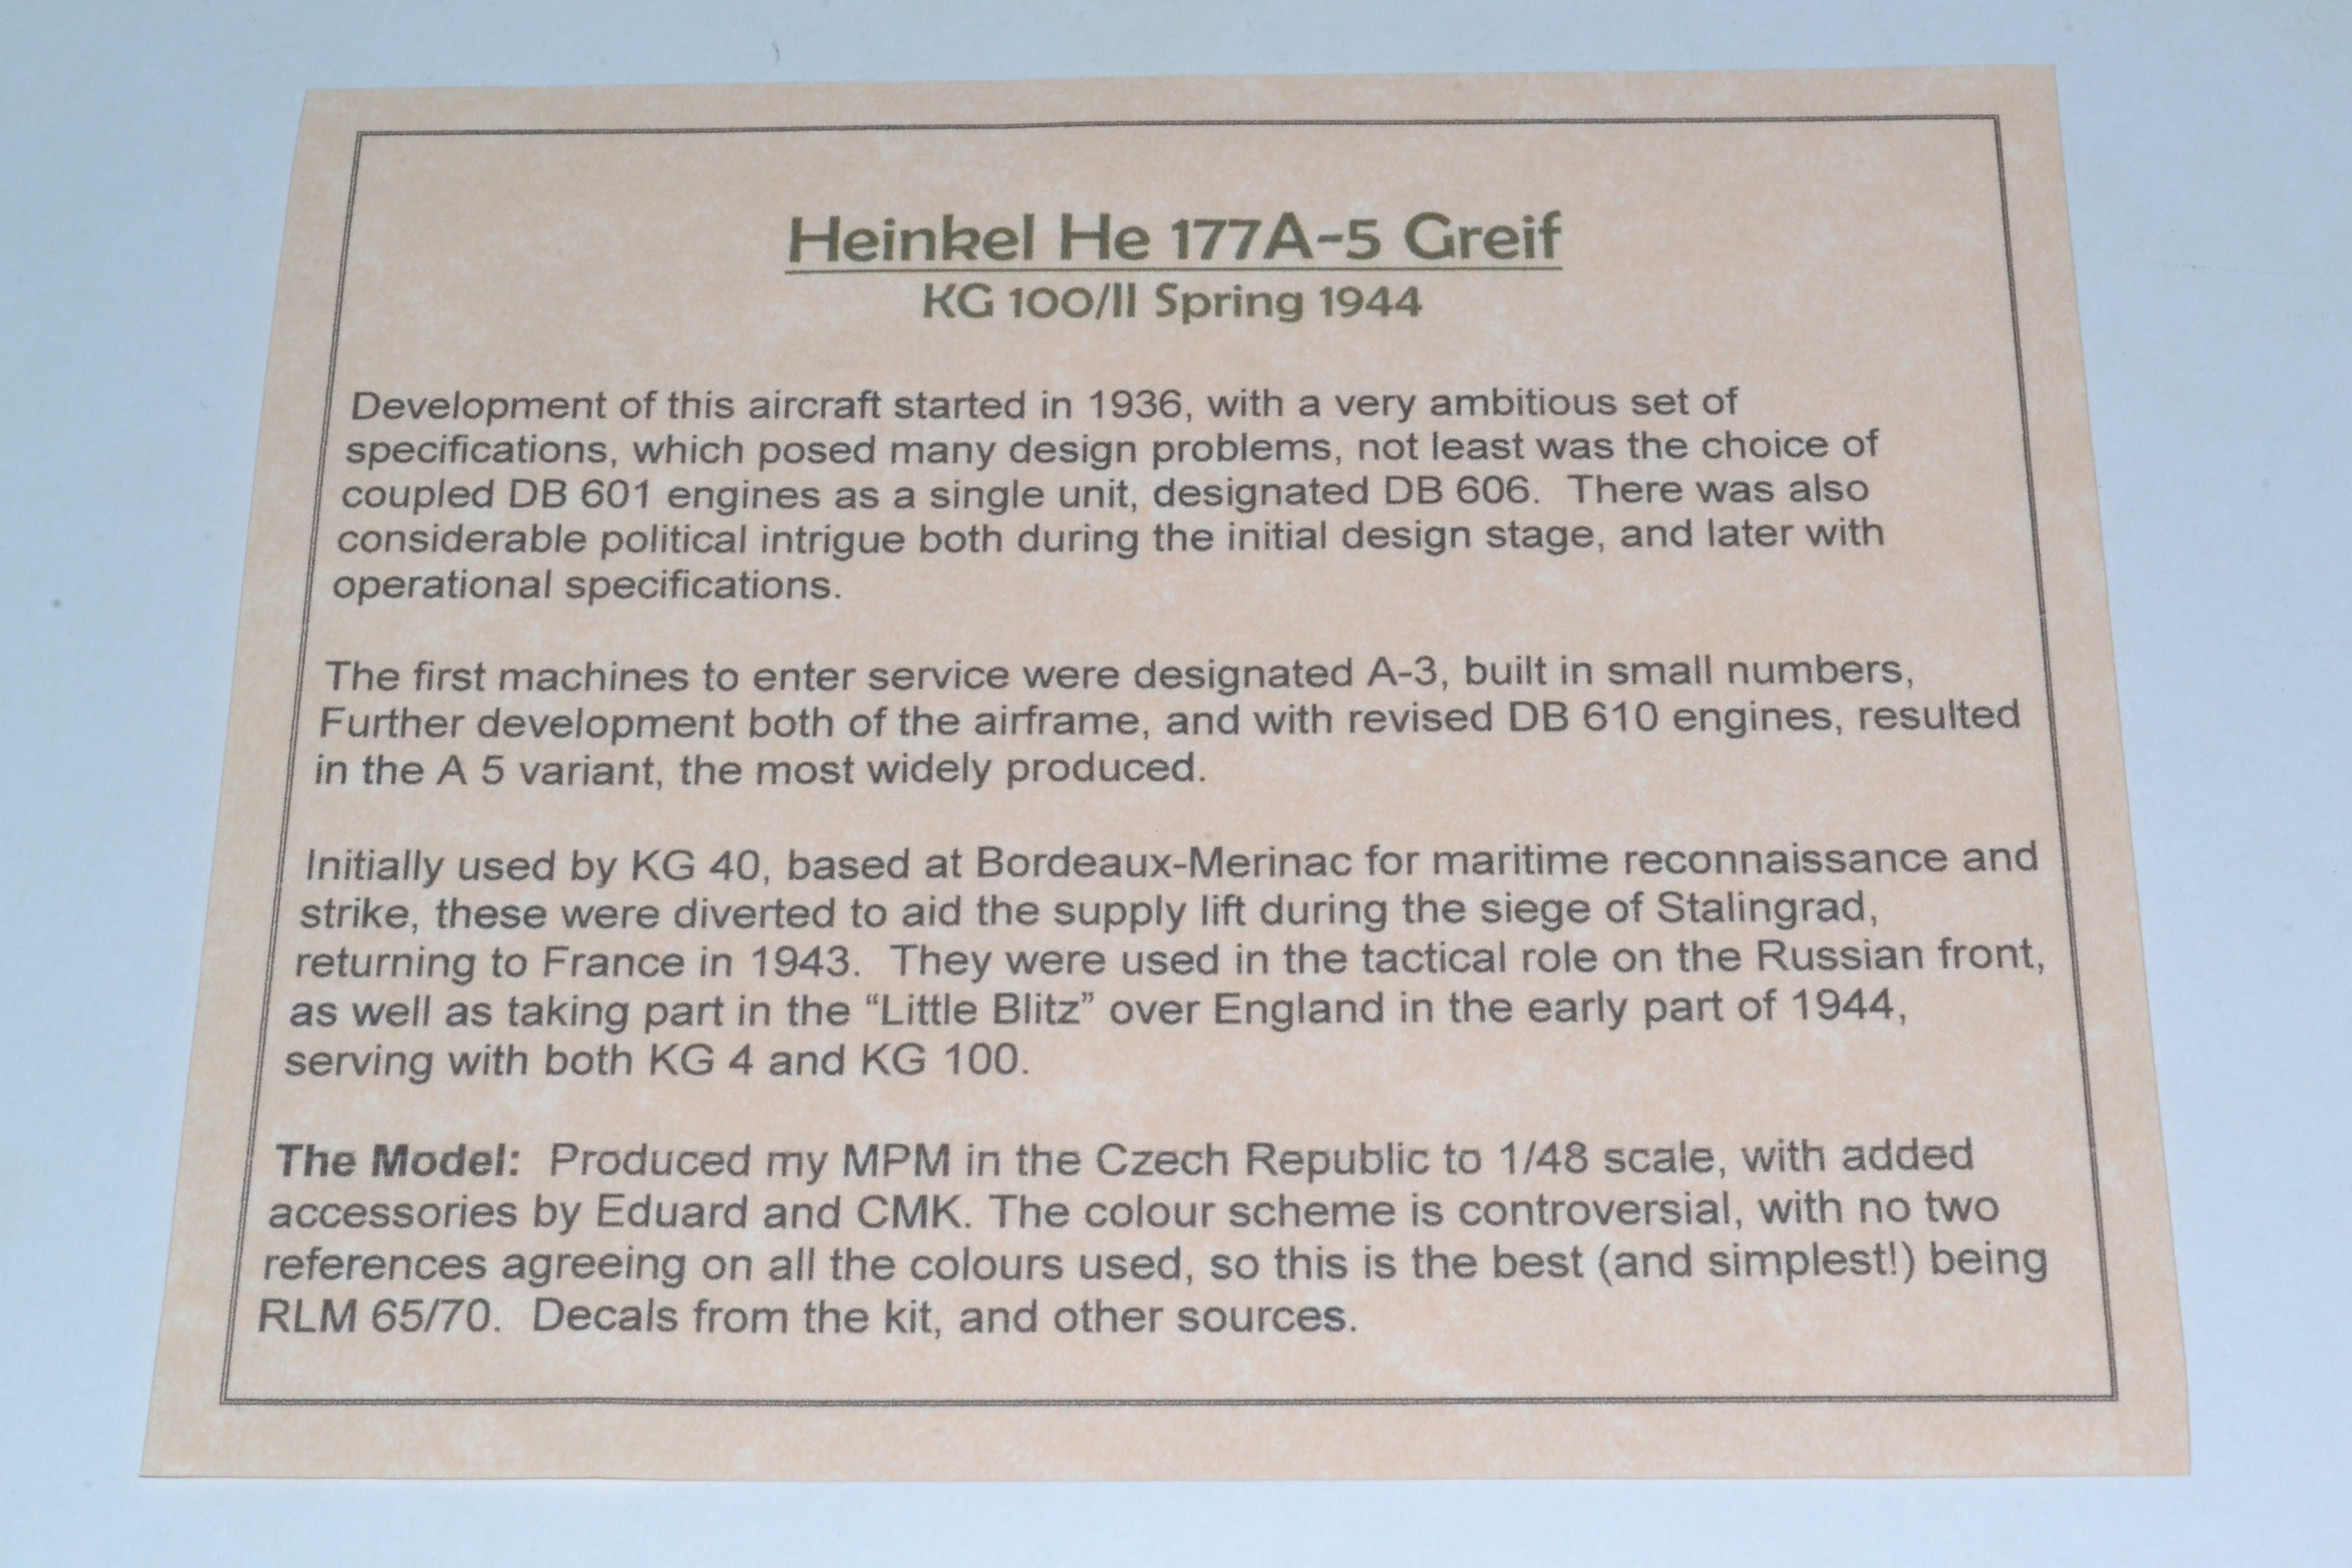 Heinkel He 177A-5 Greif
KG 100/II Spring 1944
Development of this aircraft started in 1936, with a very ambitious set of
specifications, which posed many design problems, not least was the choice of
coupled DB 601 engines as a single unit, designated DB 606.  There was also
considerable political intrigue both during the initial design stage, and later with
operational specifications.
The first machines to enter service were designated A-3, built in small numbers,
Further development both of the airframe, and with revised DB 610 engines, resulted
in the A 5 variant, the most widely produced.
Initially used by KG 40, based at Bordeaux-Merinac for maritime reconnaissance and
strike, these were diverted to aid the supply lift during the siege of Stalingrad,
returning to France in 1943.  They were used in the tactical role on the Russian front,
as well as taking part in the “Little Blitz” over England in the early part of 1944,
serving with both KG 4 and KG 100.
The Model:  Produced my MPM in the Czech Republic to 1/48 scale, with added
accessories by Eduard and CMK. The colour scheme is controversial, with no two
references agreeing on all the colours used, so this is the best (and simplest!) being
RLM 65/70.  Decals from the kit, and other sources.